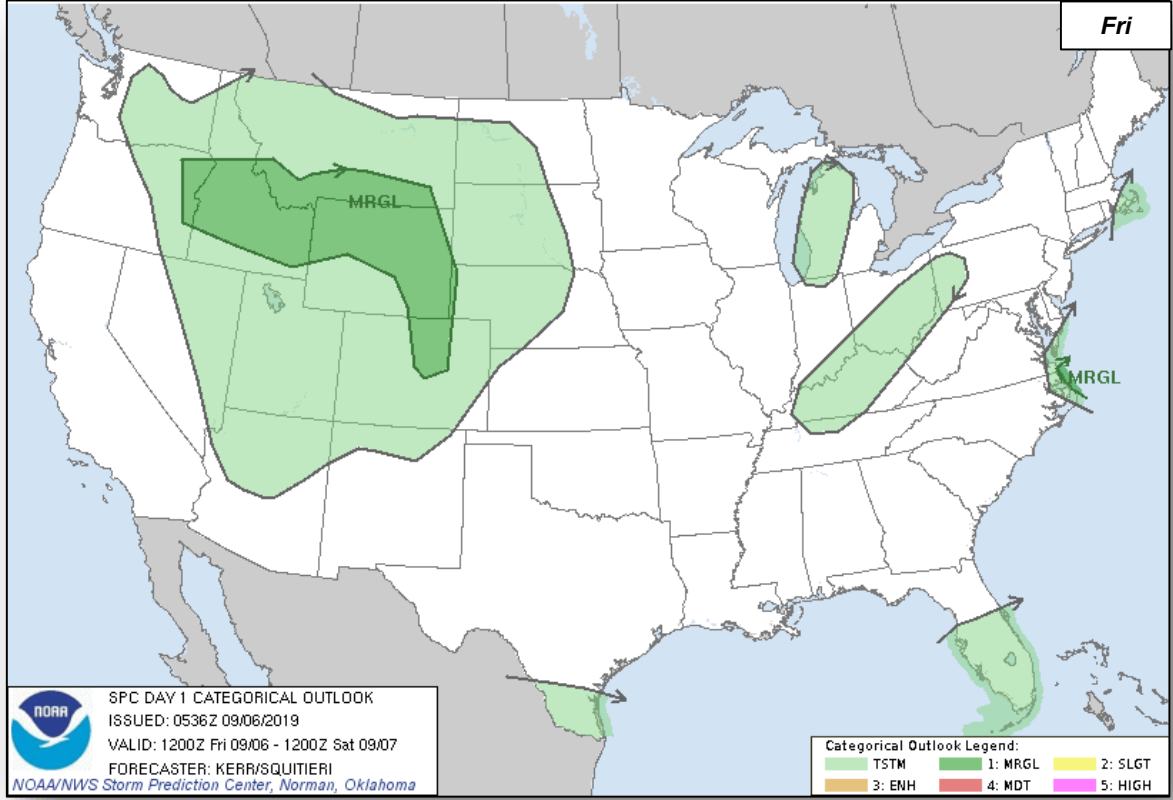 Fri
MRGL
MRGL
NOAA
SPC DAY 1 CATEGORICAL OUTLOOK
ISSUED: 0536Z 09/06/2019
VALID: 1200Z Fri 09/06 - 1200Z Sat 09/07
FORECASTER: KERR/SQUITIERI
NOAA/NWS Storm Prediction Center, Norman, Oklahoma
Categorical Outlook Legend:
TSTM 1: MRGL 2: SLGT
3: ENH 4: MDT 5: HIGH